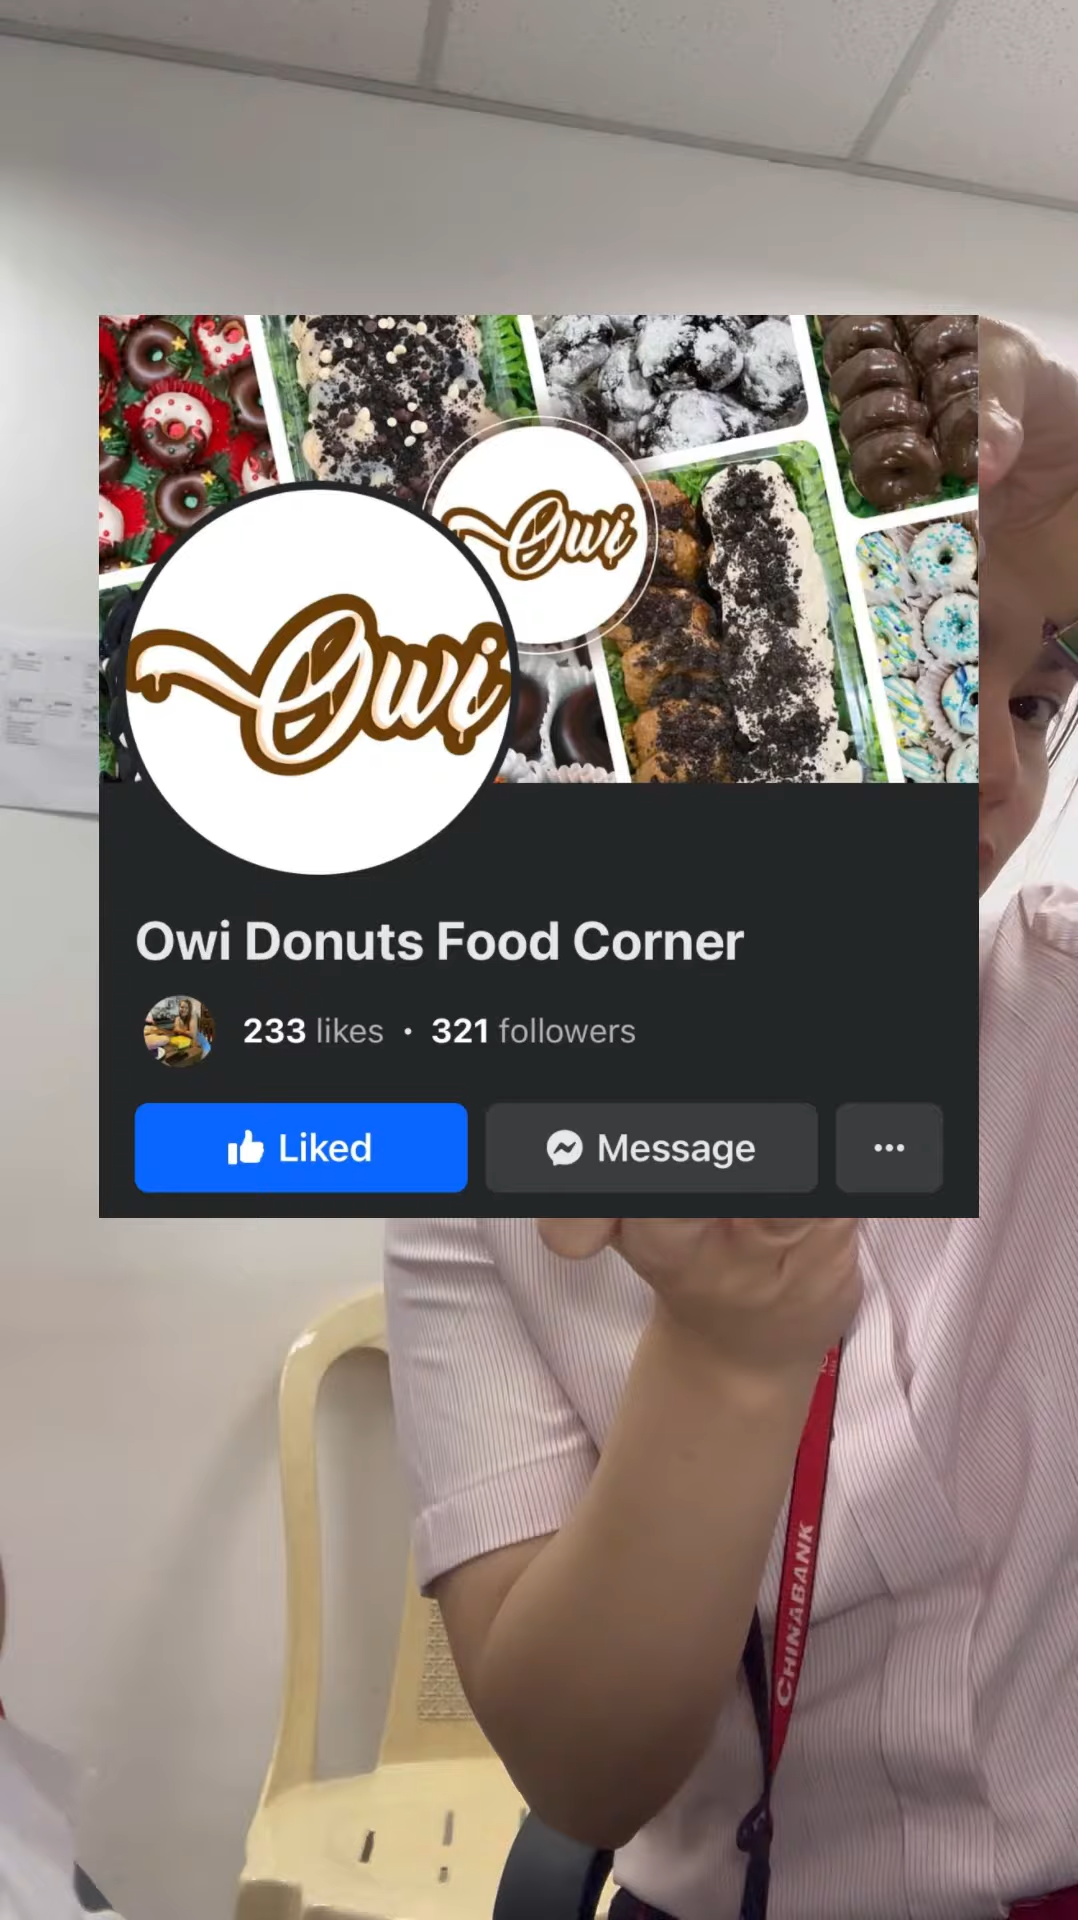 Owi
Owi
Owi Donuts Food Corner
233 likes · 321 followers
Liked
Message
CHINABANK